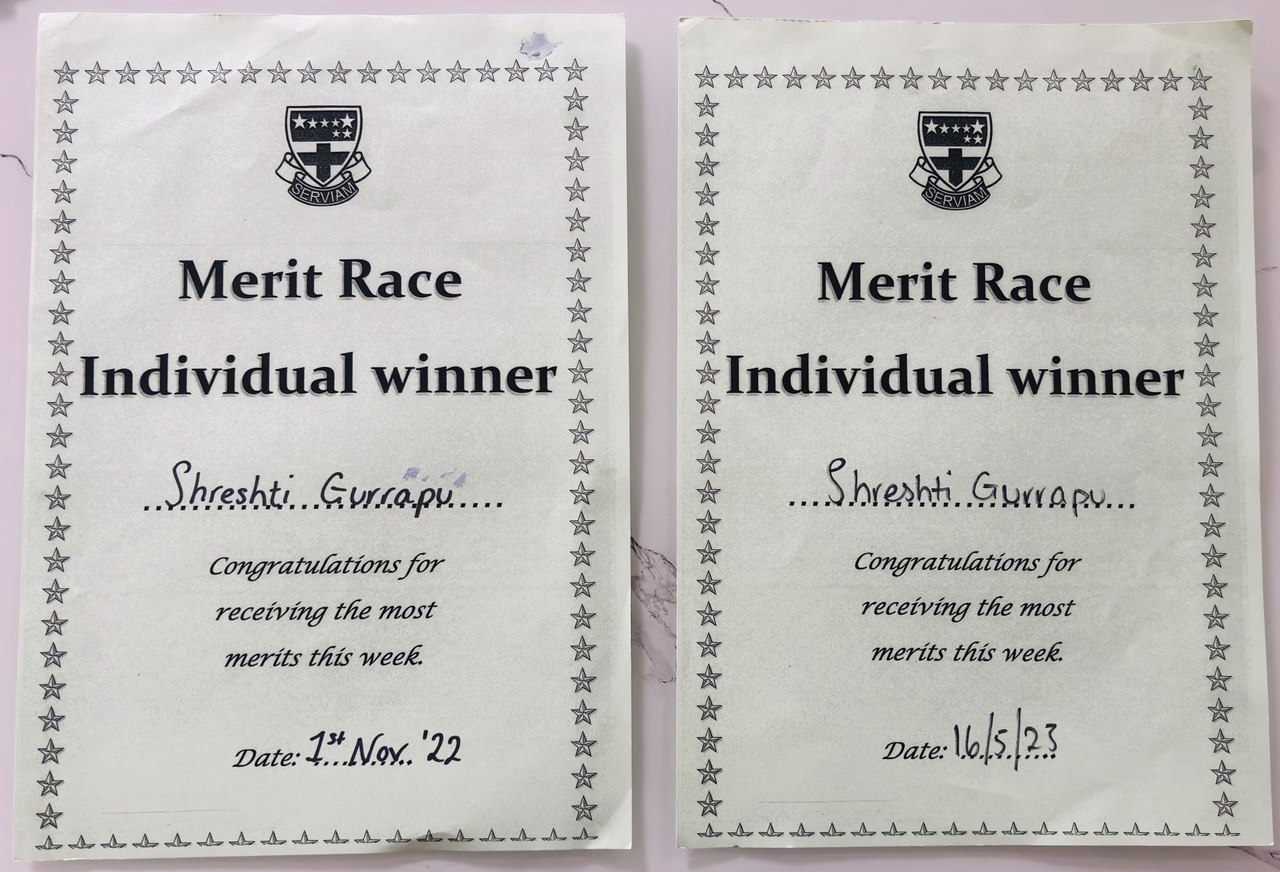 SERVIAM
Merit Race
Individual winner
Shreshti Gurrapu
Congratulations for
receiving the most
merits this week.
Date: 1st Nov. '22
SERVIAM
Merit Race
Individual winner
Shreshti Gurrapu
Congratulations for
receiving the most
merits this week.
Date: 16/5/23